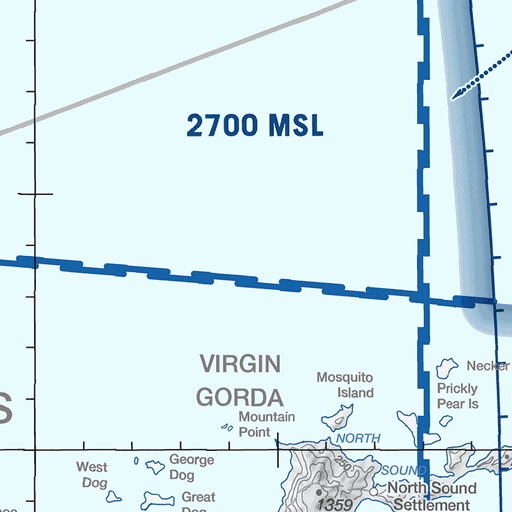 2700 MSL
VIRGIN
GORDA
Mosquito
Island
Necker
Prickly
Pear Is
S
Mountain
Point
NORTH
SOUND
250
West
Dog
George
Dog
Great
Dog
1359
North Sound
Settlement